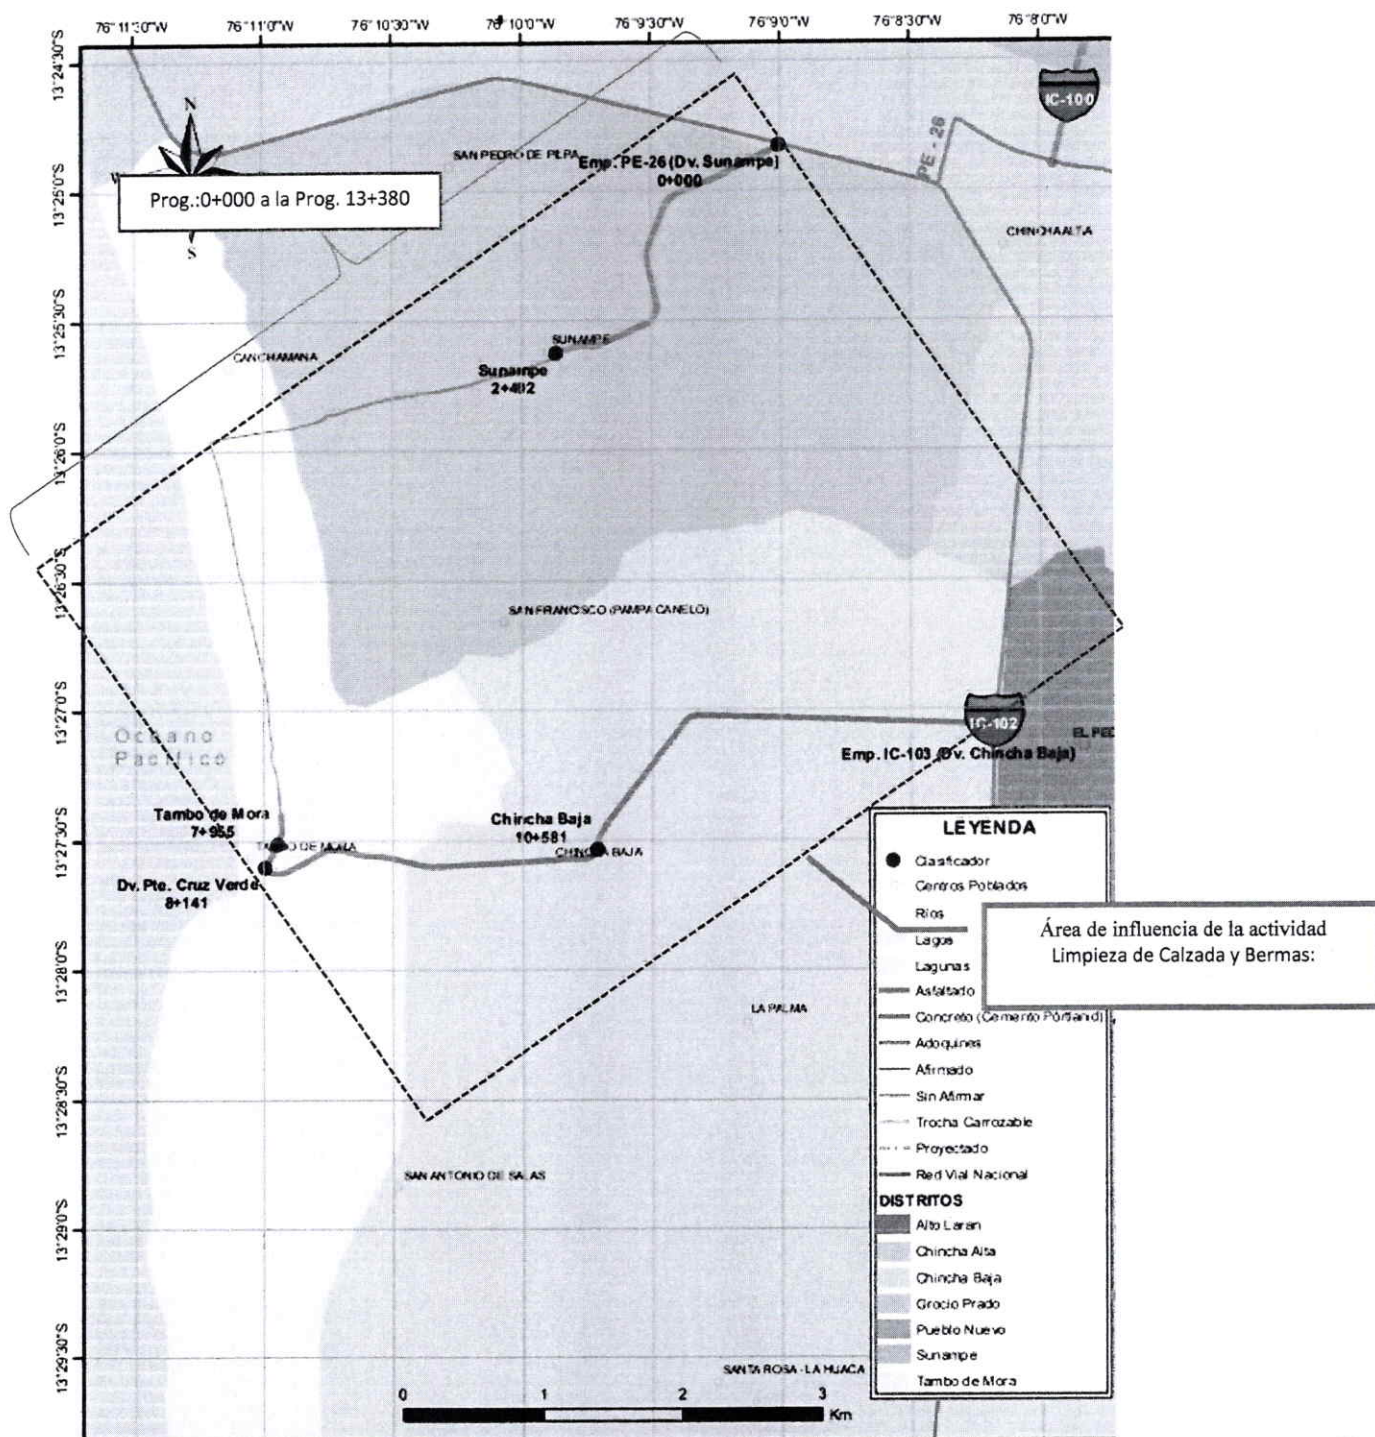 76°11'30"W 76°11'0"W 76°10'30"W 76°10'0"W 76°9'30"W 76°9'0"W 76°8'30"W 76°8'0"W
13°24'30"S
13°25'0"S
13°25'30"S
13°26'0"S
13°26'30"S
13°27'0"S
13°27'30"S
13°28'0"S
13°28'30"S
13°29'0"S
13°29'30"S
N
W
S
IC-100
PE - 26
SAN PEDRO DE PILPA
Emp. PE-26 (Dv. Sunampe)
0+000
Prog.:0+000 a la Prog. 13+380
CHINCHA ALTA
SUNAMPE
CANCHAMANA
Sunampe
2+402
SAN FRANCISCO (PAMPA CANELO)
Océano
Pacífico
IC-102
EL PED
Emp. IC-103 (Dv. Chincha Baja)
Tambo de Mora
7+955
TAMBO DE MORA
Chincha Baja
10+581
CHINCHA BAJA
Dv. Pte. Cruz Verde
8+141
LEYENDA
Clasificador
Centros Poblados
Ríos
Lagos
Lagunas
Asfaltado
Concreto (Cemento Pórtland)
Adoquines
Afirmado
Sin Afirmar
Trocha Carrozable
Proyectado
Red Vial Nacional
DISTRITOS
Alto Laran
Chincha Alta
Chincha Baja
Grocio Prado
Pueblo Nuevo
Sunampe
Tambo de Mora
Área de influencia de la actividad
Limpieza de Calzada y Bermas:
LA PALMA
SAN ANTONIO DE SALAS
SANTA ROSA - LA HUACA
0 1 2 3
Km